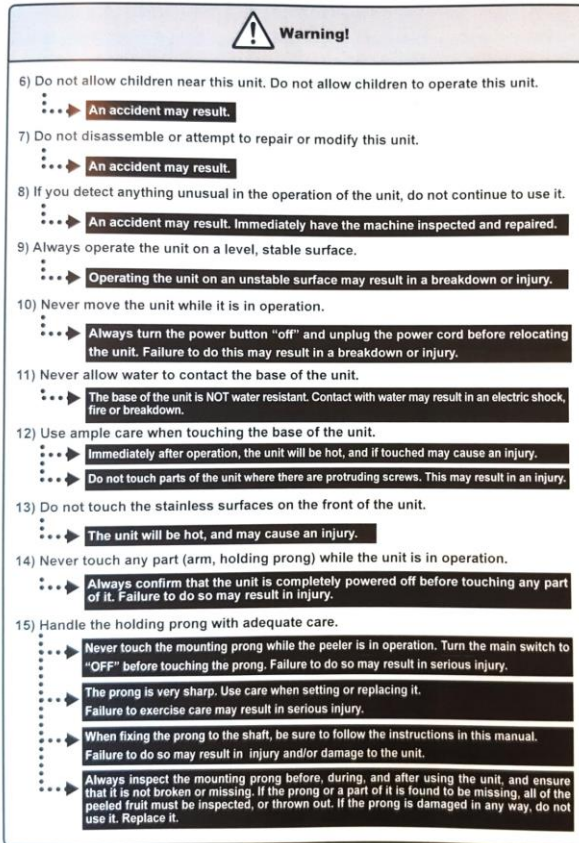 Warning!
6) Do not allow children near this unit. Do not allow children to operate this unit.
An accident may result.
7) Do not disassemble or attempt to repair or modify this unit.
An accident may result.
8) If you detect anything unusual in the operation of the unit, do not continue to use it.
An accident may result. Immediately have the machine inspected and repaired.
9) Always operate the unit on a level, stable surface.
Operating the unit on an unstable surface may result in a breakdown or injury.
10) Never move the unit while it is in operation.
Always turn the power button “off” and unplug the power cord before relocating
the unit. Failure to do this may result in a breakdown or injury.
11) Never allow water to contact the base of the unit.
The base of the unit is NOT water resistant. Contact with water may result in an electric shock,
fire or breakdown.
12) Use ample care when touching the base of the unit.
Immediately after operation, the unit will be hot, and if touched may cause an injury.
Do not touch parts of the unit where there are protruding screws. This may result in an injury.
13) Do not touch the stainless surfaces on the front of the unit.
The unit will be hot, and may cause an injury.
14) Never touch any part (arm, holding prong) while the unit is in operation.
Always confirm that the unit is completely powered off before touching any part
of it. Failure to do so may result in injury.
15) Handle the holding prong with adequate care.
Never touch the mounting prong while the peeler is in operation. Turn the main switch to
“OFF” before touching the prong. Failure to do so may result in serious injury.
The prong is very sharp. Use care when setting or replacing it.
Failure to exercise care may result in serious injury.
When fixing the prong to the shaft, be sure to follow the instructions in this manual.
Failure to do so may result in injury and/or damage to the unit.
Always inspect the mounting prong before, during, and after using the unit, and ensure
that it is not broken or missing. If the prong or a part of it is found to be missing, all of the
peeled fruit must be inspected, or thrown out. If the prong is damaged in any way, do not
use it. Replace it.